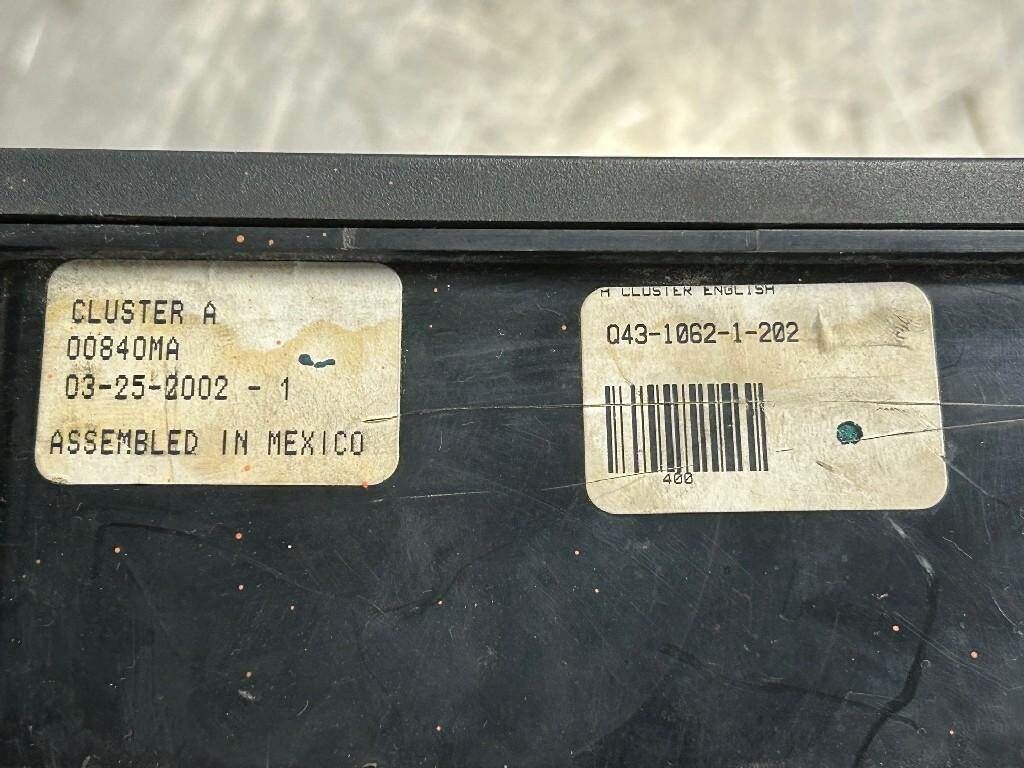 CLUSTER A
00840MA
03-25-2002 - 1
ASSEMBLED IN MEXICO
A CLUSTER ENGLISH
Q43-1062-1-202
400